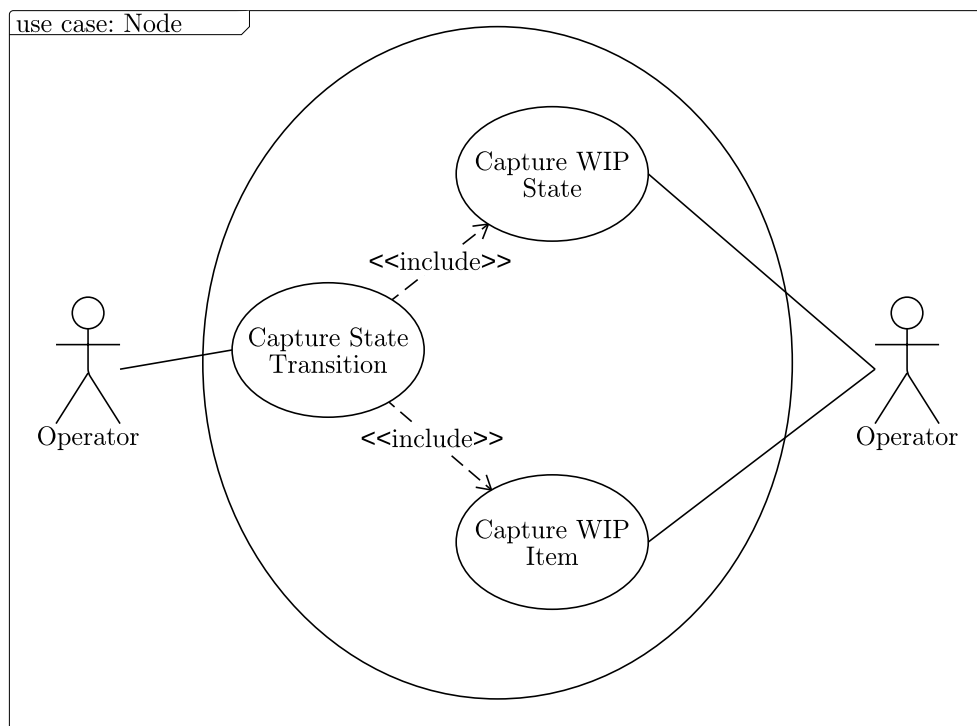 use case: Node
Capture WIP
State
<<include>>
Capture State
Transition
Operator
Operator
<<include>>
Capture WIP
Item